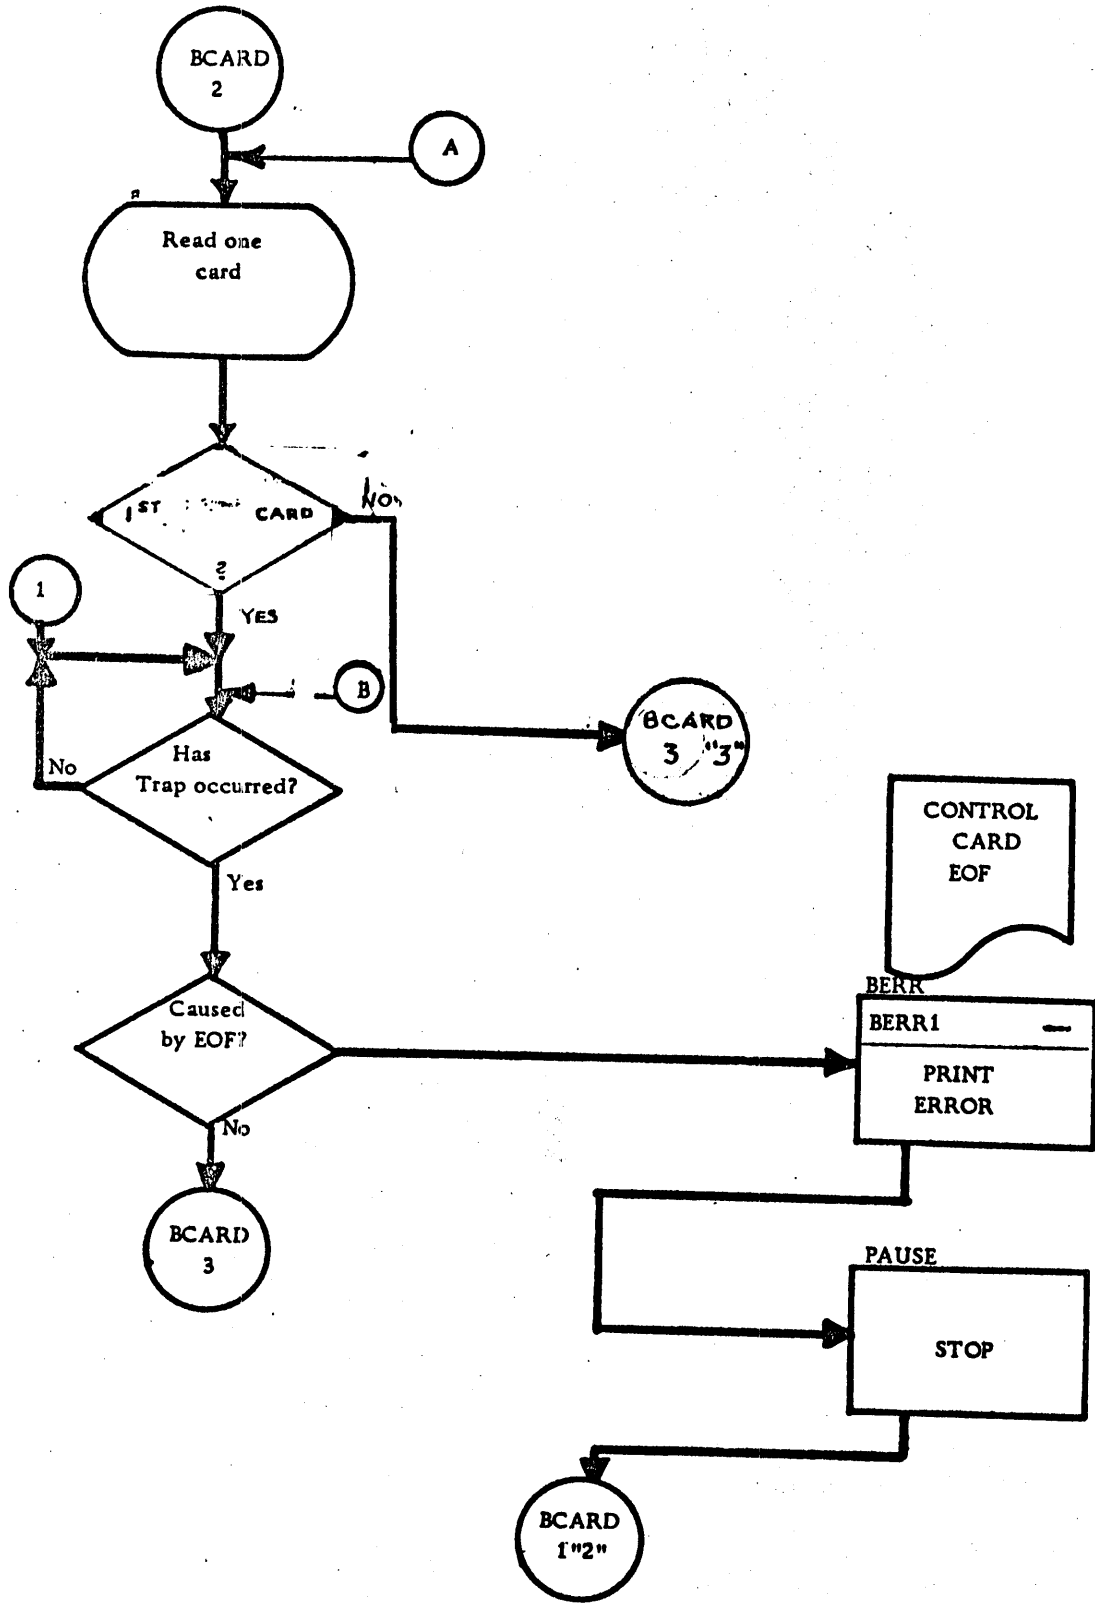 BCARD
2
A
Read one
card
1ST CARD
?
NO
YES
1
B
BCARD
3 "3"
Has
Trap occurred?
No
Yes
CONTROL
CARD
EOF
Caused
by EOF?
BERR
BERR1
PRINT
ERROR
No
BCARD
3
PAUSE
STOP
BCARD
1"2"